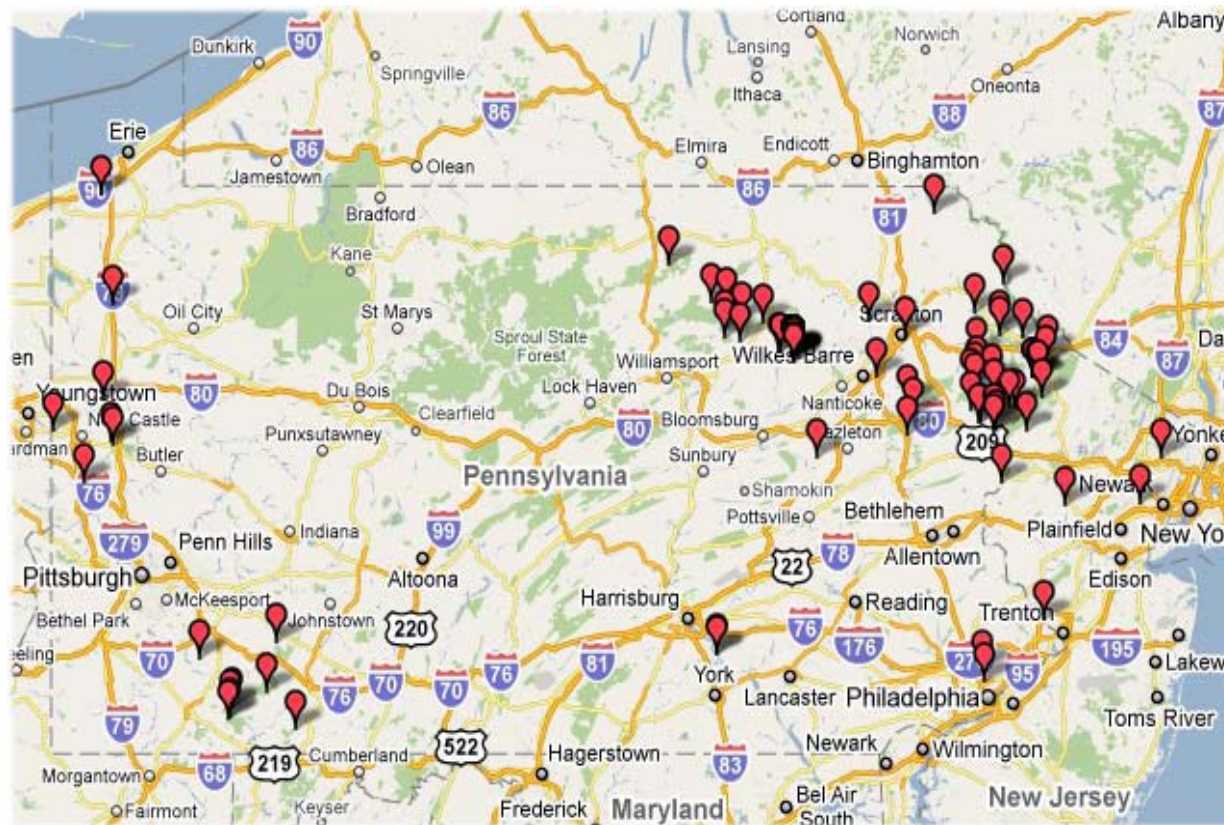 Cortland
Albany
Norwich
Dunkirk
90
Lansing
Springville
Ithaca
Oneonta
86
88
87
Erie
86
Endicott
Elmira
Binghamton
Jamestown
Olean
90
86
Bradford
81
Kane
Oil City
St Marys
Sproul State
Forest
Scranton
84
Williamsport
Wilkes Barre
87
Youngstown
80
Lock Haven
Du Bois
Nanticoke
Castle
Clearfield
Bloomsburg
80
80
Punxsutawney
Butler
209
Sunbury
Pennsylvania
76
Newark
Shamokin
99
Pottsville
Bethlehem
Plainfield
New Yo
Indiana
279
Penn Hills
78
Allentown
22
Edison
Pittsburgh
Altoona
McKeesport
Harrisburg
Reading
Bethel Park
Johnstown
Trenton
220
76
176
195
70
81
76
95
Lakew
76
70
70
York
Lancaster
Philadelphia
Toms River
79
522
Newark
Wilmington
Cumberland
Hagerstown
219
68
83
Morgantown
Fairmont
Keyser
Frederick
Maryland
Bel Air
South
New Jersey